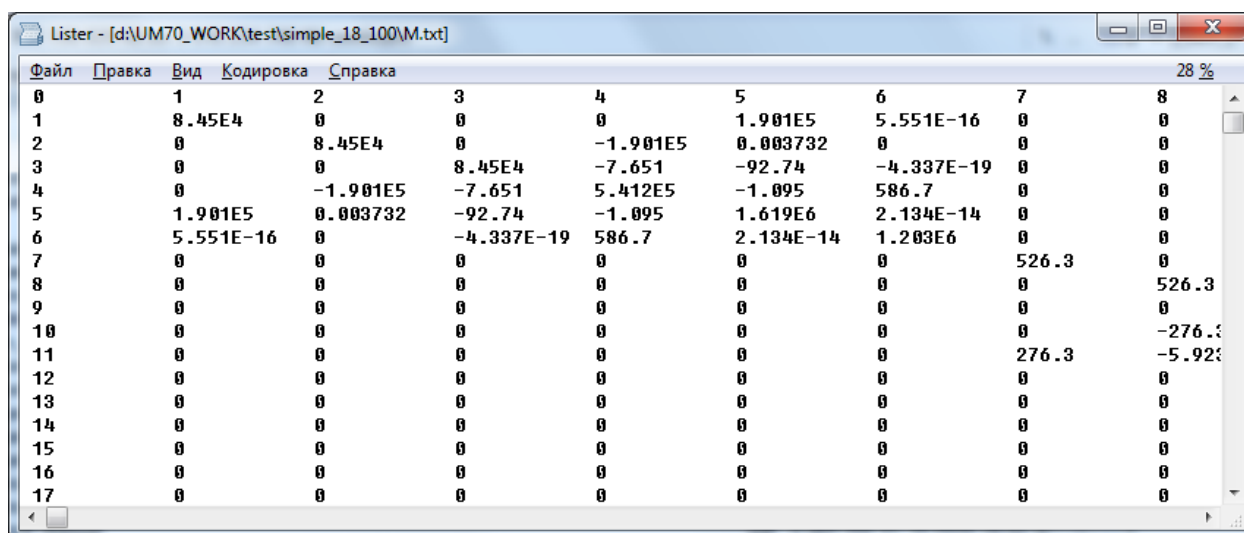 Lister - [d:\UM70_WORK\test\simple_18_100\M.txt]
Файл Правка Вид Кодировка Справка 28 %
0 1 2 3 4 5 6 7 8
1 8.45E4 0 0 0 1.901E5 5.551E-16 0 0
2 0 8.45E4 0 -1.901E5 0.003732 0 0 0
3 0 0 8.45E4 -7.651 -92.74 -4.337E-19 0 0
4 0 -1.901E5 -7.651 5.412E5 -1.095 586.7 0 0
5 1.901E5 0.003732 -92.74 -1.095 1.619E6 2.134E-14 0 0
6 5.551E-16 0 -4.337E-19 586.7 2.134E-14 1.203E6 0 0
7 0 0 0 0 0 0 526.3 0
8 0 0 0 0 0 0 0 526.3
9 0 0 0 0 0 0 0 0
10 0 0 0 0 0 0 0 -276.3
11 0 0 0 0 0 0 276.3 -5.923
12 0 0 0 0 0 0 0 0
13 0 0 0 0 0 0 0 0
14 0 0 0 0 0 0 0 0
15 0 0 0 0 0 0 0 0
16 0 0 0 0 0 0 0 0
17 0 0 0 0 0 0 0 0